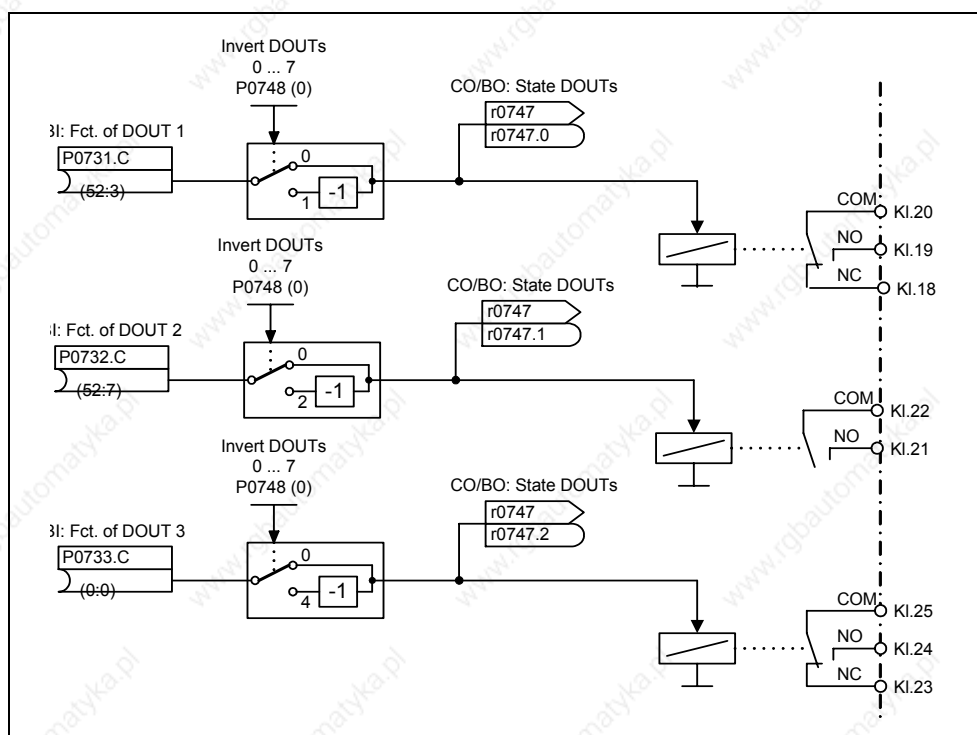 Invert DOUTs
0 ... 7
P0748 (0)
CO/BO: State DOUTs
r0747
r0747.0
BI: Fct. of DOUT 1
P0731.C
(52:3)
0
1
-1
COM
Kl.20
NO
Kl.19
NC
Kl.18
Invert DOUTs
0 ... 7
P0748 (0)
CO/BO: State DOUTs
r0747
r0747.1
BI: Fct. of DOUT 2
P0732.C
(52:7)
0
2
-1
COM
Kl.22
NO
Kl.21
Invert DOUTs
0 ... 7
P0748 (0)
CO/BO: State DOUTs
r0747
r0747.2
BI: Fct. of DOUT 3
P0733.C
(0:0)
0
4
-1
COM
Kl.25
NO
Kl.24
NC
Kl.23
www.rgbautomatyka.pl